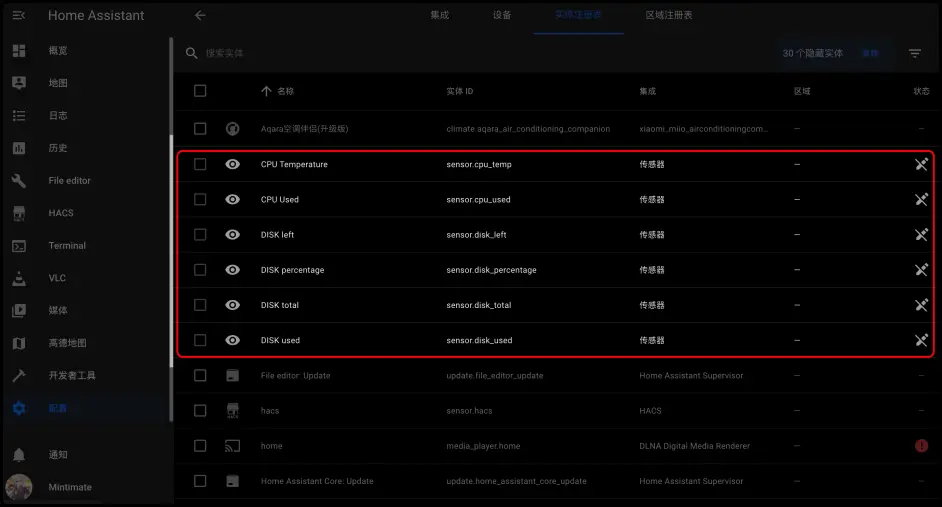 Home Assistant
集成 设备 实体注册表 区域注册表
概览
地图
日志
历史
File editor
HACS
Terminal
VLC
媒体
高德地图
开发者工具
配置
通知
Mintimate
搜索实体 30 个隐藏实体 清除
名称 实体 ID 集成 区域 状态
Aqara空调伴侣(升级版) climate.aqara_air_conditioning_companion xiaomi_miio_airconditioningcom... – –
CPU Temperature sensor.cpu_temp 传感器 –
CPU Used sensor.cpu_used 传感器 –
DISK left sensor.disk_left 传感器 –
DISK percentage sensor.disk_percentage 传感器 –
DISK total sensor.disk_total 传感器 –
DISK used sensor.disk_used 传感器 –
File editor: Update update.file_editor_update Home Assistant Supervisor – –
hacs sensor.hacs HACS – –
home media_player.home DLNA Digital Media Renderer –
Home Assistant Core: Update update.home_assistant_core_update Home Assistant Supervisor – –